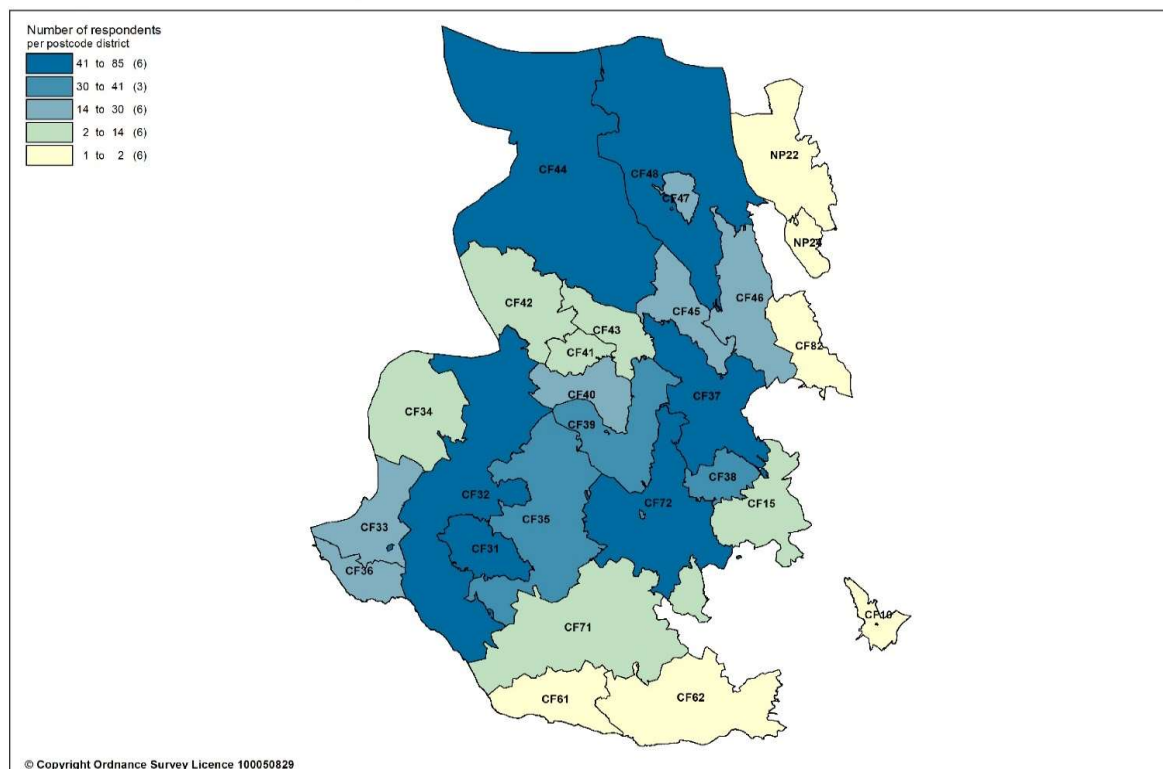 Number of respondents
per postcode district
41 to 85 (6)
30 to 41 (3)
14 to 30 (6)
2 to 14 (6)
1 to 2 (6)
NP22
CF44
CF48
CF47
NP24
CF42
CF46
CF45
CF43
CF82
CF41
CF40
CF37
CF34
CF39
CF38
CF32
CF72
CF15
CF35
CF33
CF31
CF36
CF10
CF71
CF61
CF62
© Copyright Ordnance Survey Licence 100050829